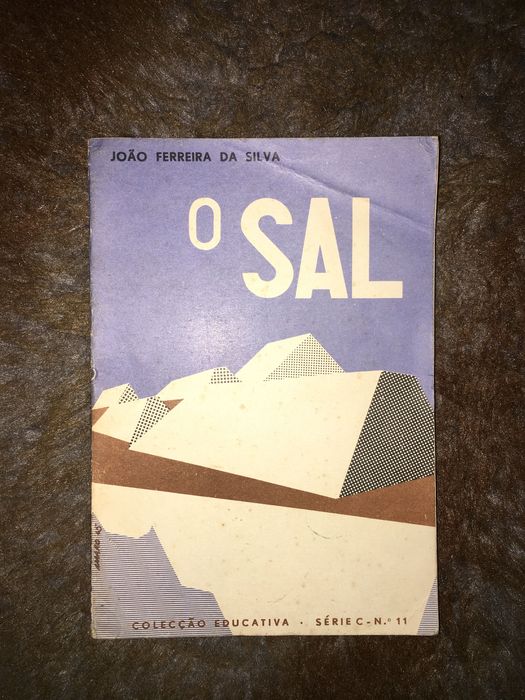 JOÃO FERREIRA DA SILVA
O SAL
COLECÇÃO EDUCATIVA · SÉRIE C - N.º 11